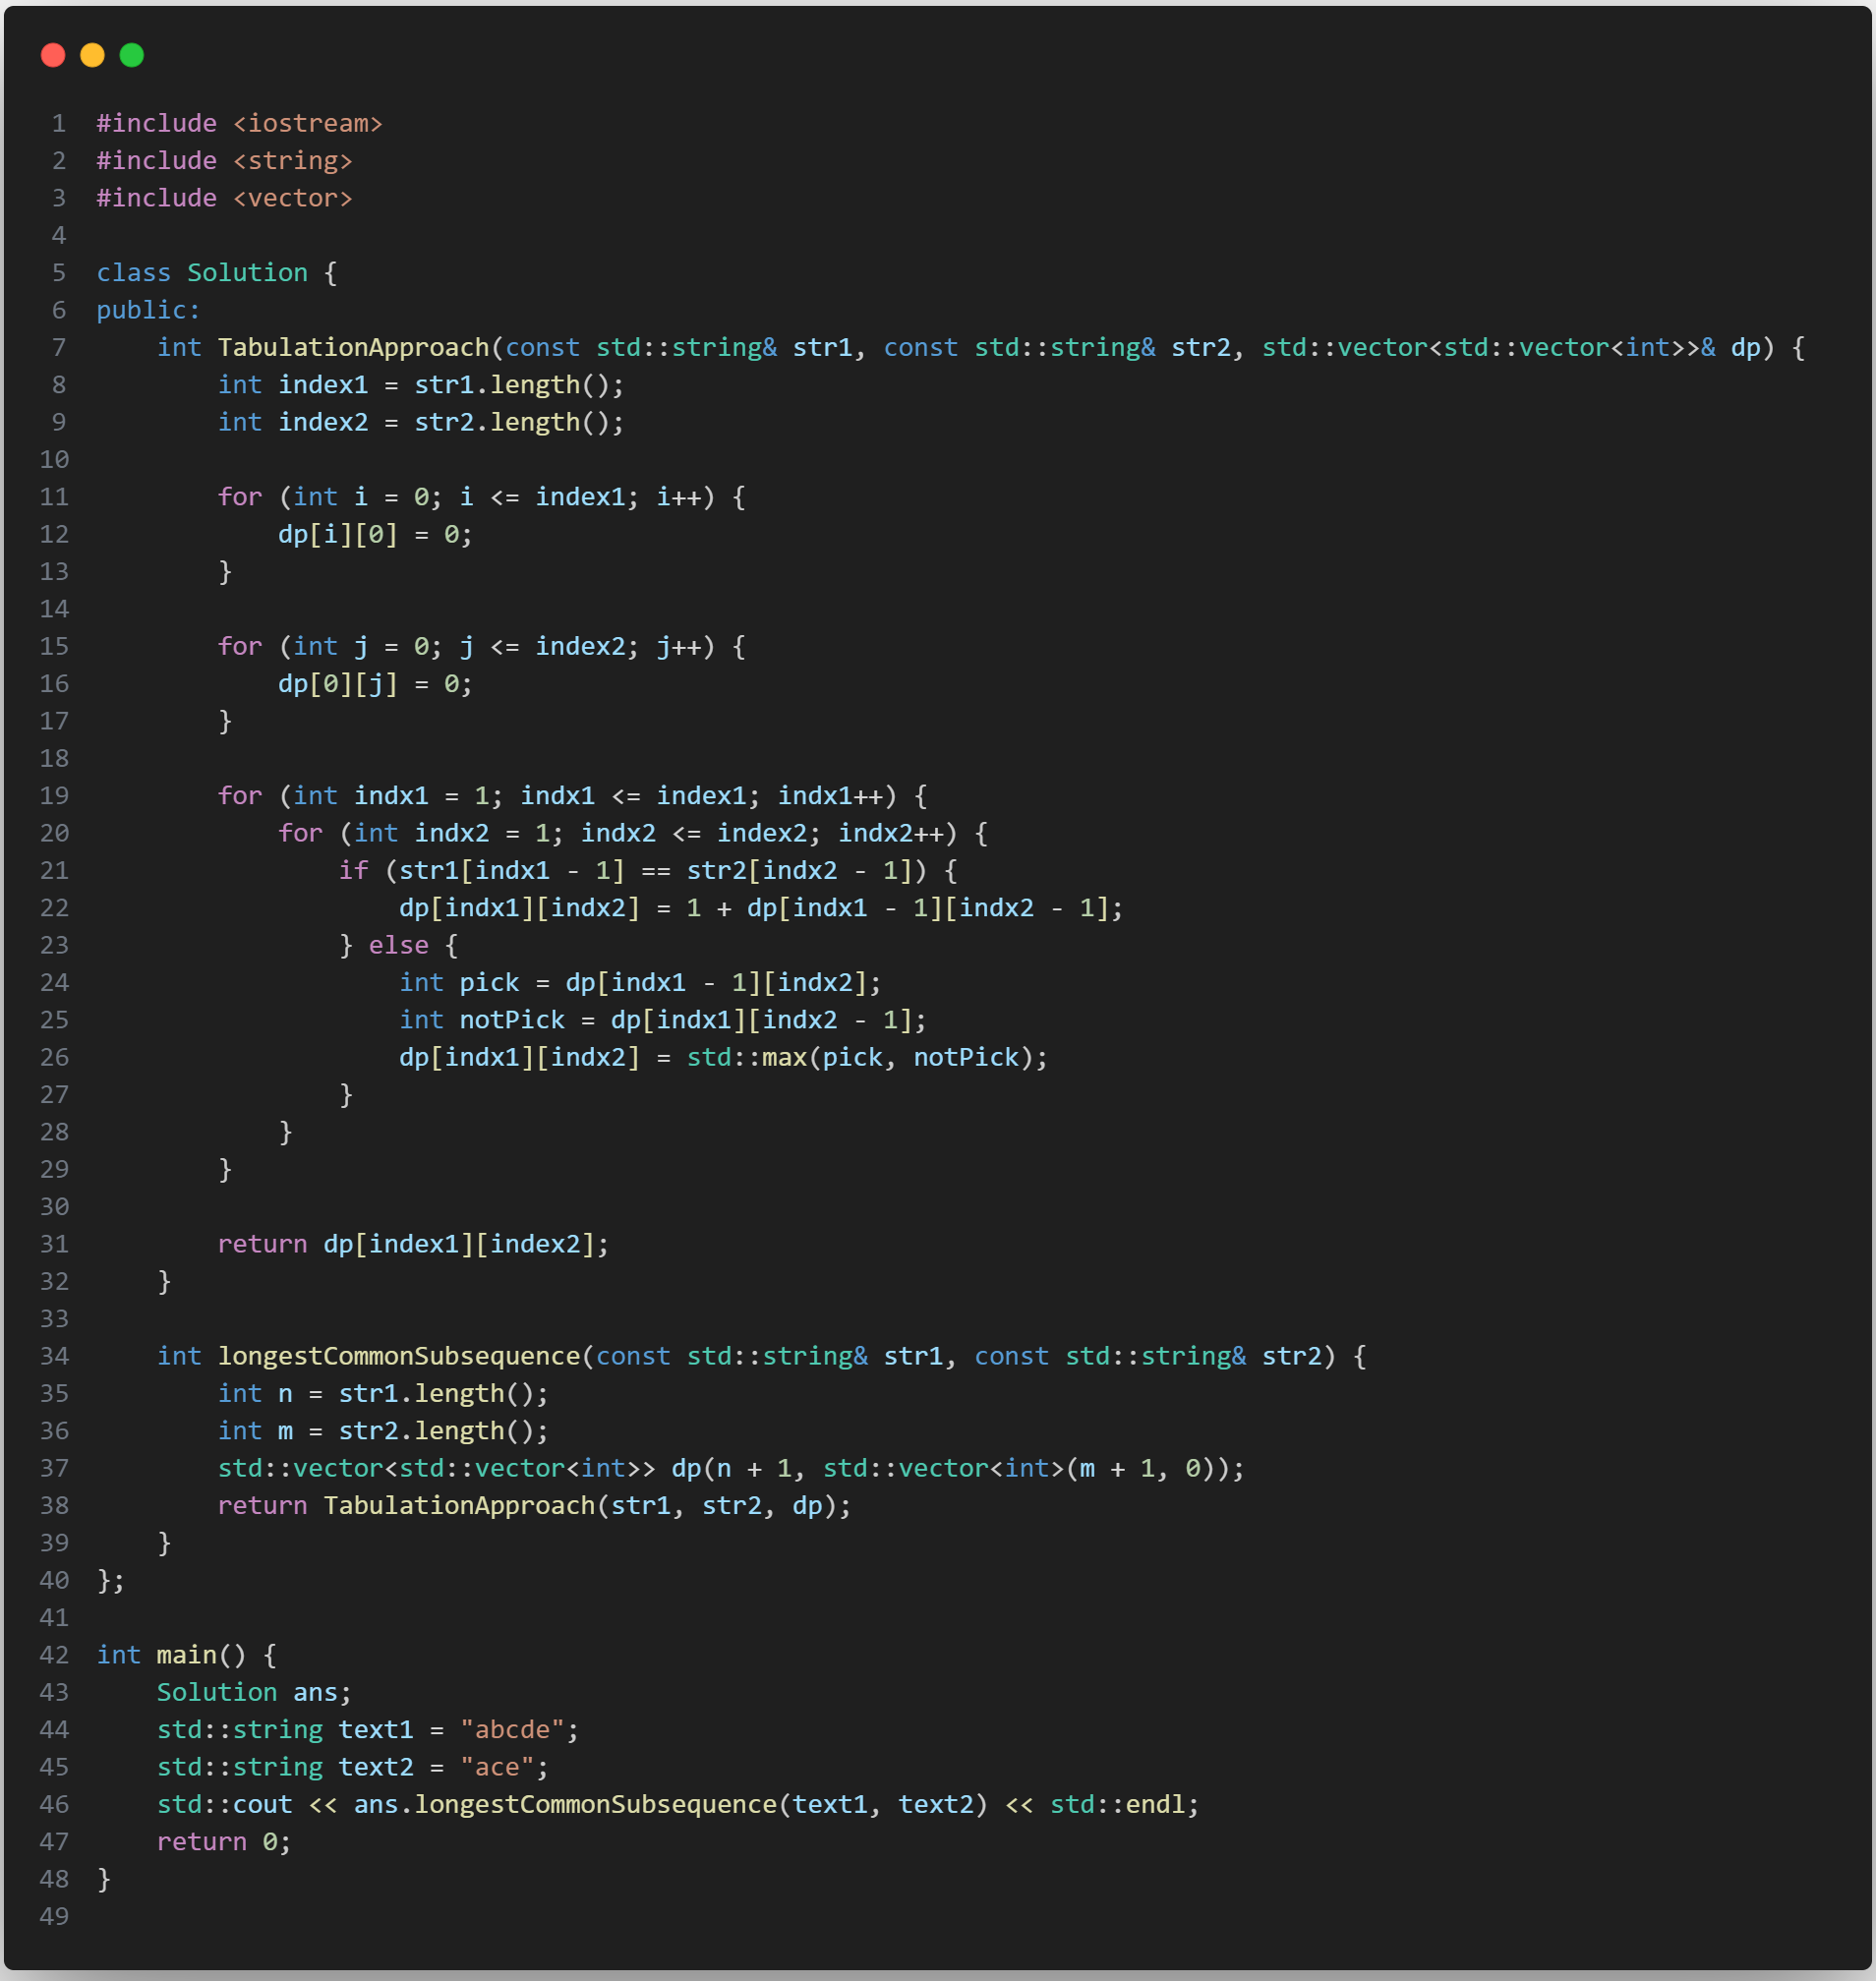 1 #include <iostream>
2 #include <string>
3 #include <vector>
4
5 class Solution {
6 public:
7     int TabulationApproach(const std::string& str1, const std::string& str2, std::vector<std::vector<int>>& dp) {
8         int index1 = str1.length();
9         int index2 = str2.length();
10
11         for (int i = 0; i <= index1; i++) {
12             dp[i][0] = 0;
13         }
14
15         for (int j = 0; j <= index2; j++) {
16             dp[0][j] = 0;
17         }
18
19         for (int indx1 = 1; indx1 <= index1; indx1++) {
20             for (int indx2 = 1; indx2 <= index2; indx2++) {
21                 if (str1[indx1 - 1] == str2[indx2 - 1]) {
22                     dp[indx1][indx2] = 1 + dp[indx1 - 1][indx2 - 1];
23                 } else {
24                     int pick = dp[indx1 - 1][indx2];
25                     int notPick = dp[indx1][indx2 - 1];
26                     dp[indx1][indx2] = std::max(pick, notPick);
27                 }
28             }
29         }
30
31         return dp[index1][index2];
32     }
33
34     int longestCommonSubsequence(const std::string& str1, const std::string& str2) {
35         int n = str1.length();
36         int m = str2.length();
37         std::vector<std::vector<int>> dp(n + 1, std::vector<int>(m + 1, 0));
38         return TabulationApproach(str1, str2, dp);
39     }
40 };
41
42 int main() {
43     Solution ans;
44     std::string text1 = "abcde";
45     std::string text2 = "ace";
46     std::cout << ans.longestCommonSubsequence(text1, text2) << std::endl;
47     return 0;
48 }
49